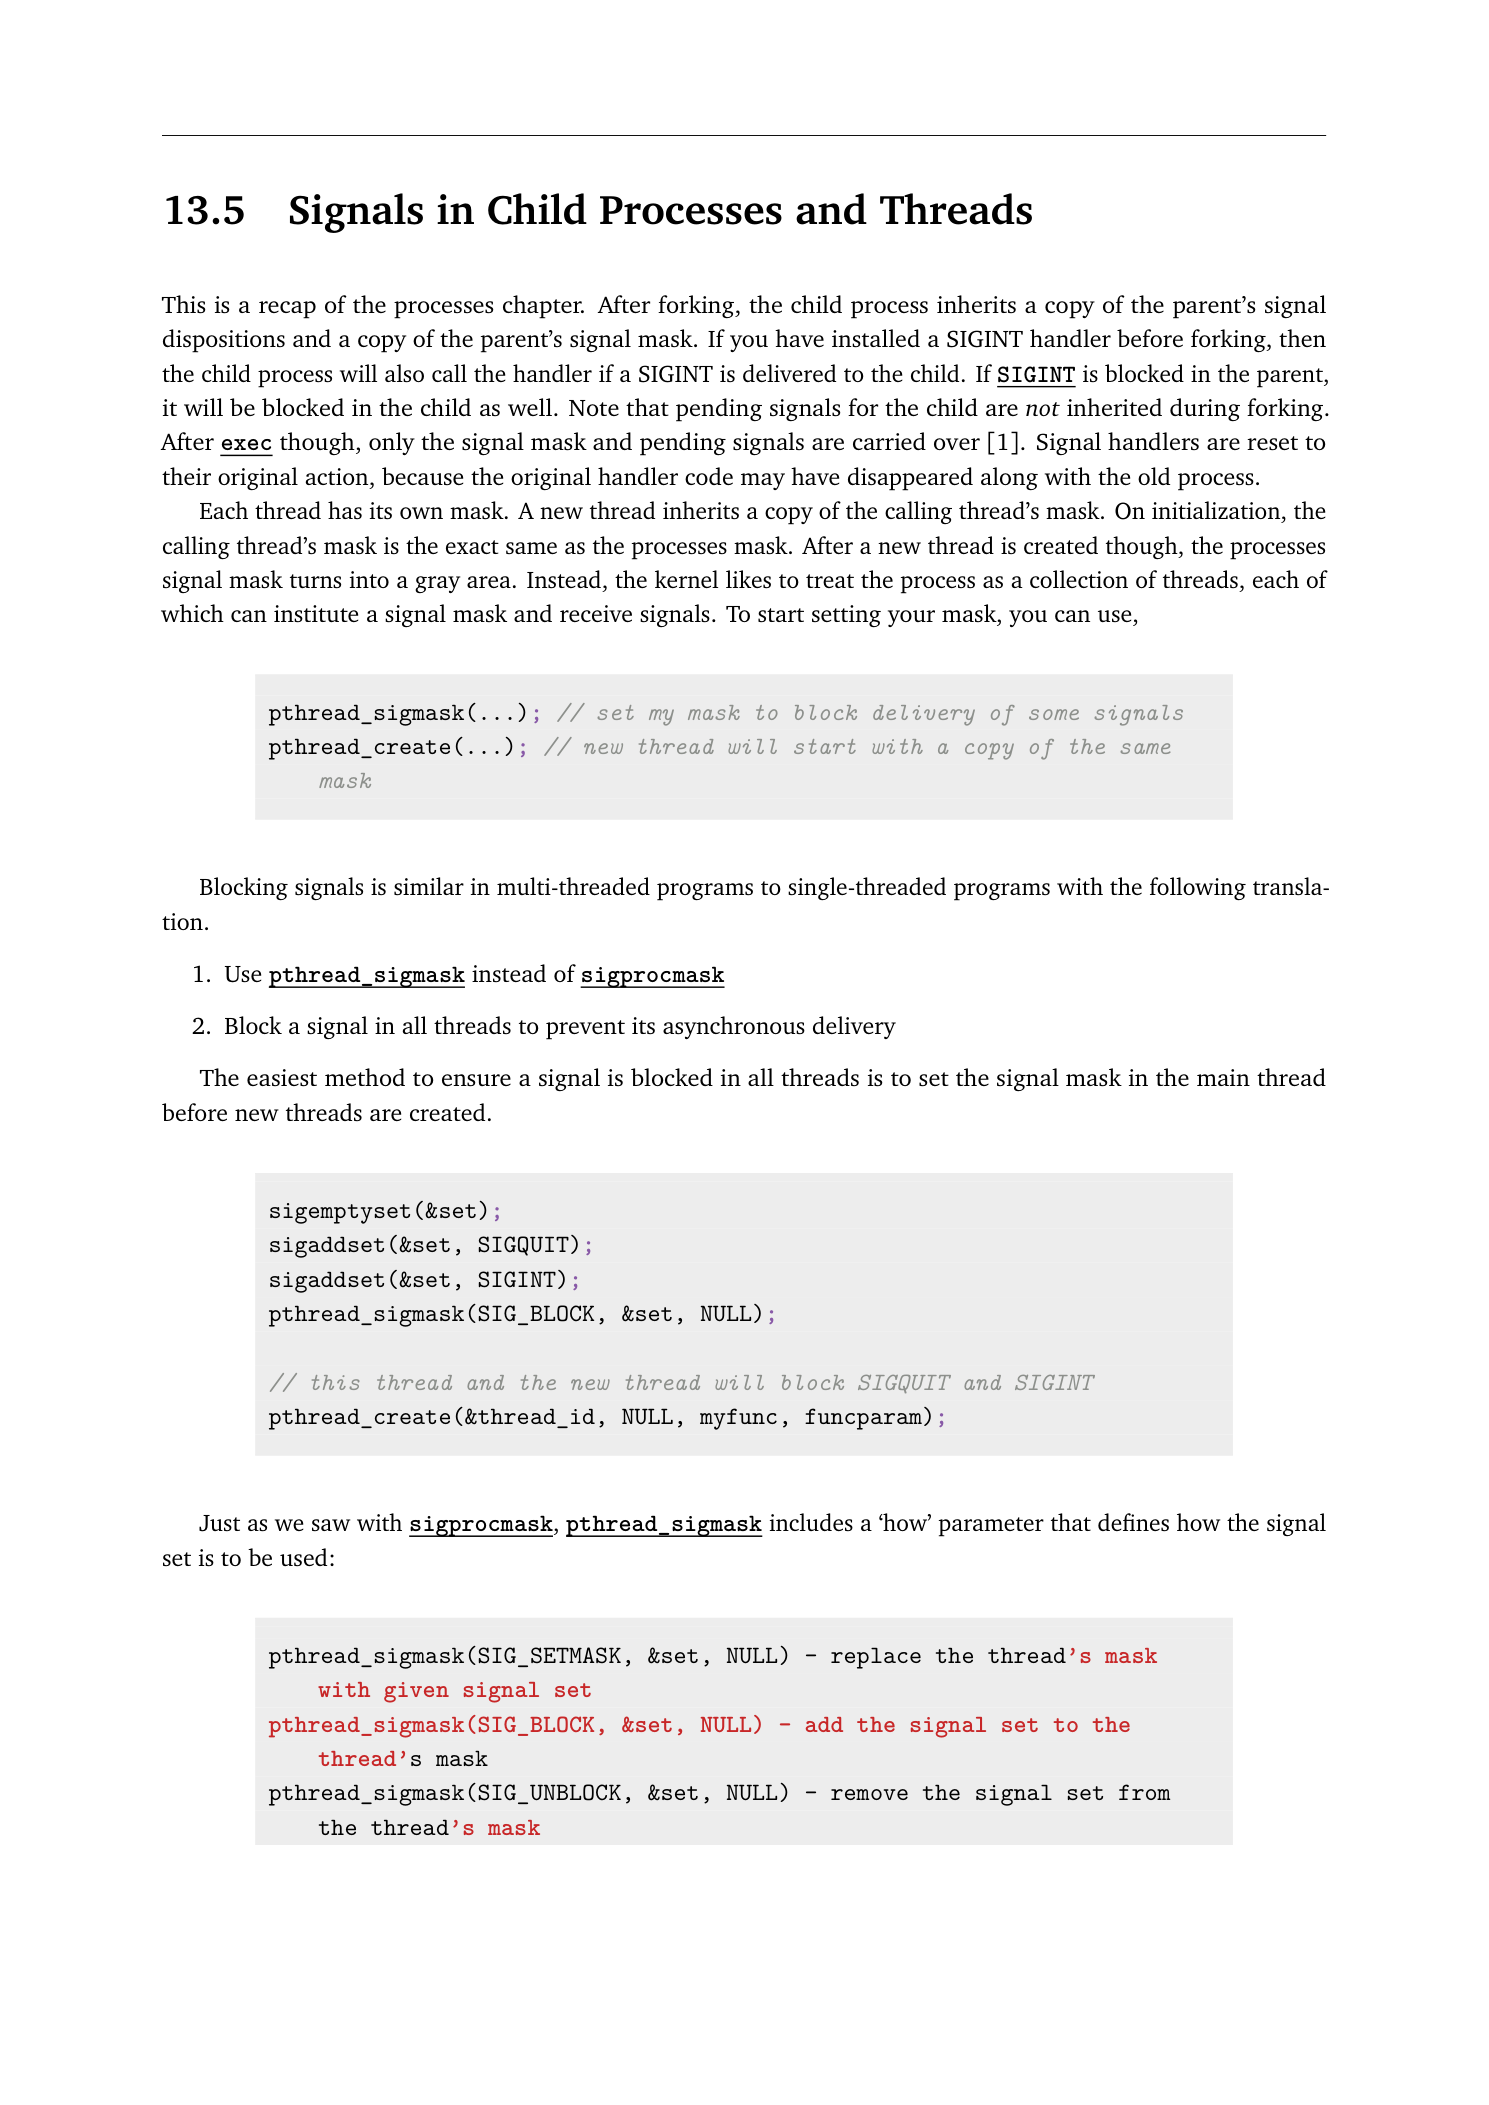 13.5 Signals in Child Processes and Threads
This is a recap of the processes chapter. After forking, the child process inherits a copy of the parent’s signal
dispositions and a copy of the parent’s signal mask. If you have installed a SIGINT handler before forking, then
the child process will also call the handler if a SIGINT is delivered to the child. If SIGINT is blocked in the parent,
it will be blocked in the child as well. Note that pending signals for the child are not inherited during forking.
After exec though, only the signal mask and pending signals are carried over [1]. Signal handlers are reset to
their original action, because the original handler code may have disappeared along with the old process.
Each thread has its own mask. A new thread inherits a copy of the calling thread’s mask. On initialization, the
calling thread’s mask is the exact same as the processes mask. After a new thread is created though, the processes
signal mask turns into a gray area. Instead, the kernel likes to treat the process as a collection of threads, each of
which can institute a signal mask and receive signals. To start setting your mask, you can use,
pthread_sigmask(...); // set my mask to block delivery of some signals
pthread_create(...); // new thread will start with a copy of the same
mask
Blocking signals is similar in multi-threaded programs to single-threaded programs with the following transla-
tion.
1. Use pthread_sigmask instead of sigprocmask
2. Block a signal in all threads to prevent its asynchronous delivery
The easiest method to ensure a signal is blocked in all threads is to set the signal mask in the main thread
before new threads are created.
sigemptyset(&set);
sigaddset(&set, SIGQUIT);
sigaddset(&set, SIGINT);
pthread_sigmask(SIG_BLOCK, &set, NULL);
// this thread and the new thread will block SIGQUIT and SIGINT
pthread_create(&thread_id, NULL, myfunc, funcparam);
Just as we saw with sigprocmask, pthread_sigmask includes a ‘how’ parameter that defines how the signal
set is to be used:
pthread_sigmask(SIG_SETMASK, &set, NULL) - replace the thread’s mask
with given signal set
pthread_sigmask(SIG_BLOCK, &set, NULL) - add the signal set to the
thread’s mask
pthread_sigmask(SIG_UNBLOCK, &set, NULL) - remove the signal set from
the thread’s mask